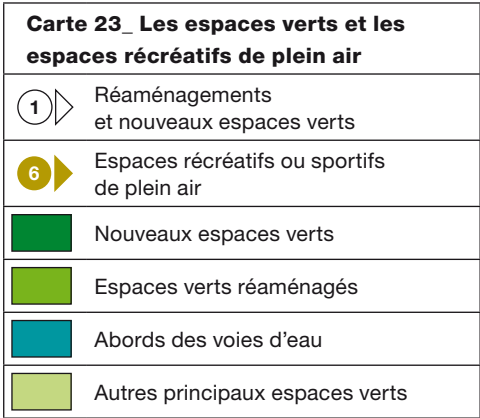 Carte 23_ Les espaces verts et les
espaces récréatifs de plein air
1
Réaménagements
et nouveaux espaces verts
6
Espaces récréatifs ou sportifs
de plein air
Nouveaux espaces verts
Espaces verts réaménagés
Abords des voies d'eau
Autres principaux espaces verts